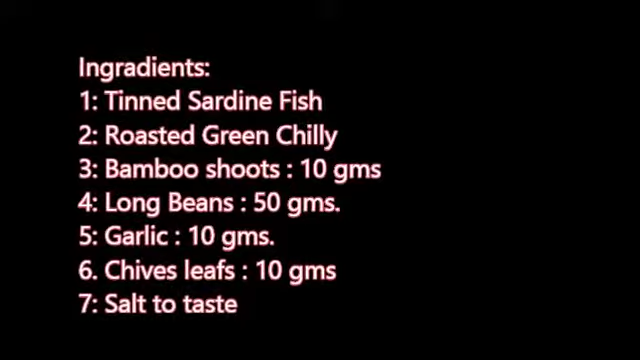 Ingradients:
1: Tinned Sardine Fish
2: Roasted Green Chilly
3: Bamboo shoots : 10 gms
4: Long Beans : 50 gms.
5: Garlic : 10 gms.
6. Chives leafs : 10 gms
7: Salt to taste